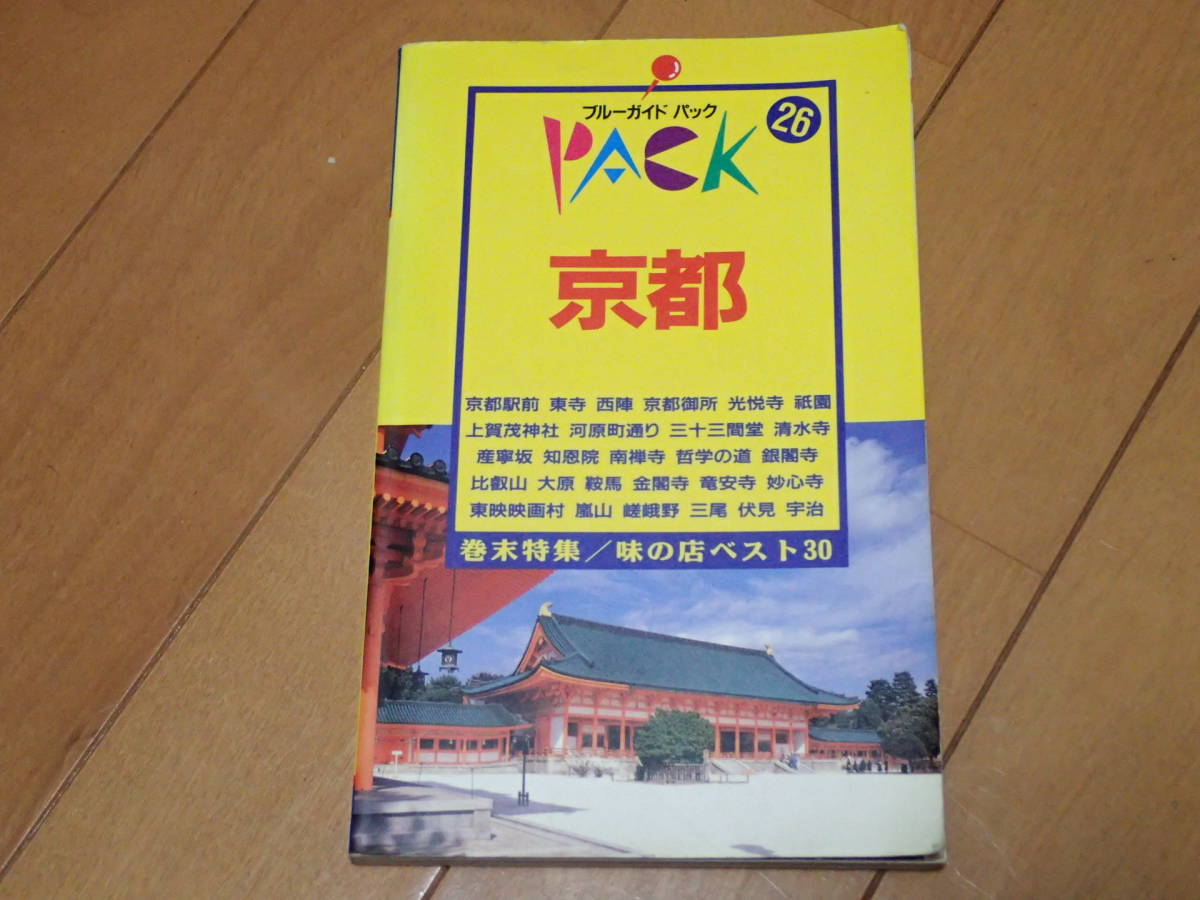 ブルーガイド パック
PACK
26
京都
京都駅前 東寺 西陣 京都御所 光悦寺 祇園
上賀茂神社 河原町通り 三十三間堂 清水寺
産寧坂 知恩院 南禅寺 哲学の道 銀閣寺
比叡山 大原 鞍馬 金閣寺 竜安寺 妙心寺
東映映画村 嵐山 嵯峨野 三尾 伏見 宇治
巻末特集/味の店ベスト30